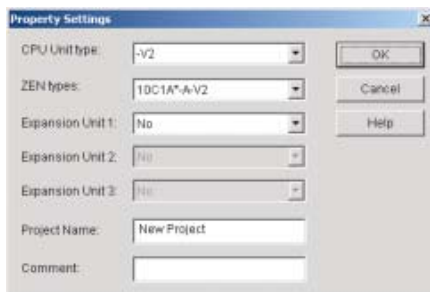 Property Settings
CPU Unit type: -V2 OK
ZEN types: 10C1A*-A-V2 Cancel
Expansion Unit 1: No Help
Expansion Unit 2: No
Expansion Unit 3: No
Project Name: New Project
Comment: